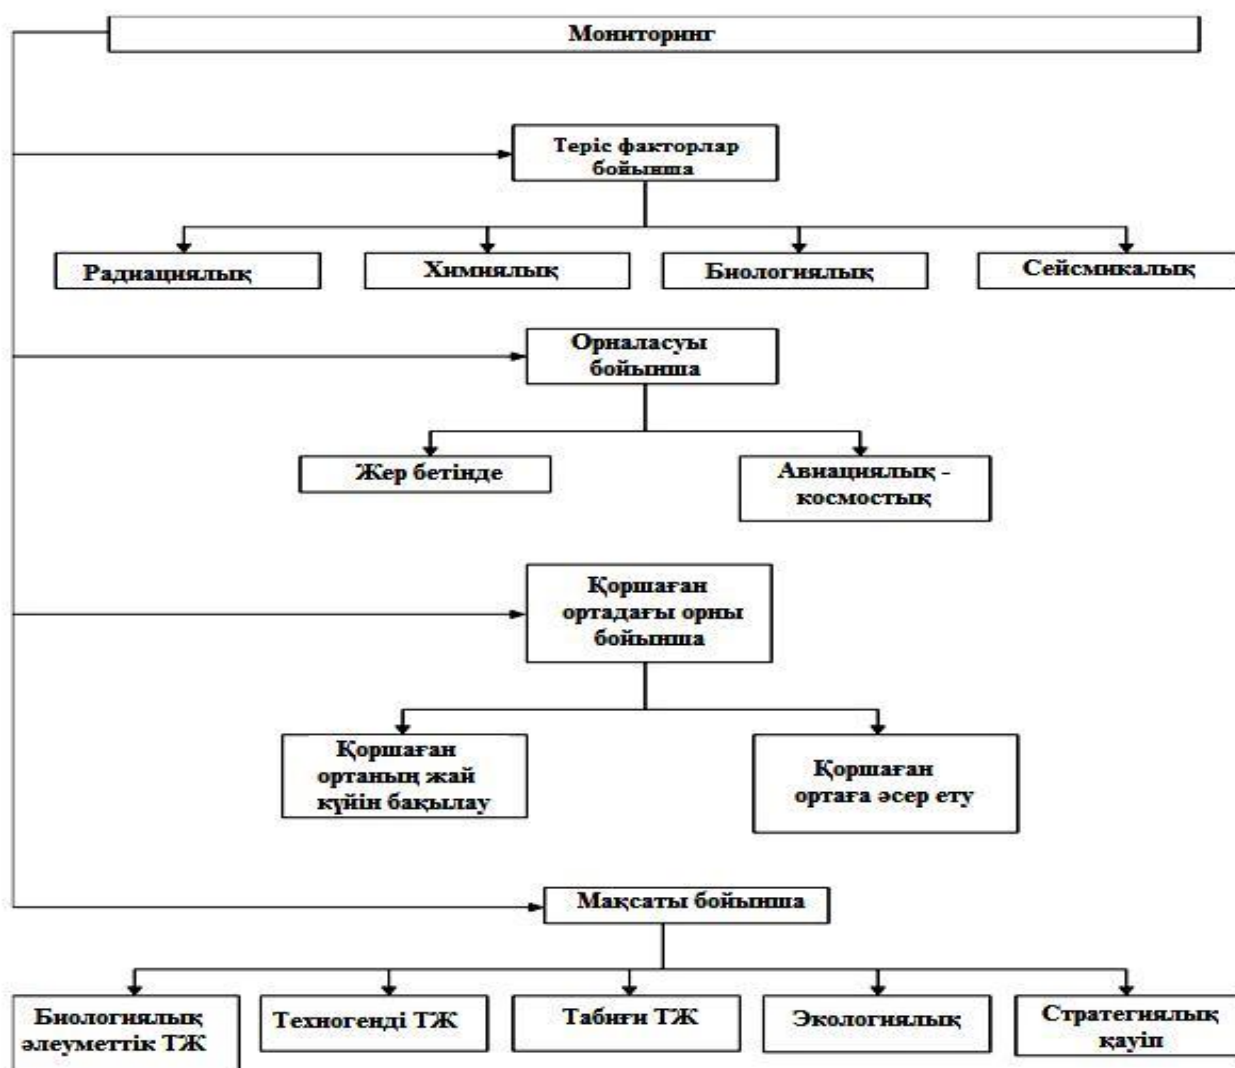 Мониторинг
Теріс факторлар
бойынша
Радиациялық
Химиялық
Биологиялық
Сейсмикалық
Орналасуы
бойынша
Жер бетінде
Авиациялық -
космостық
Қоршаған
ортадағы орны
бойынша
Қоршаған
ортаның жай
күйін бақылау
Қоршаған
ортаға әсер ету
Мақсаты бойынша
Биологиялық
әлеуметтік ТЖ
Техногенді ТЖ
Табиғи ТЖ
Экологиялық
Стратегиялық
қауіп